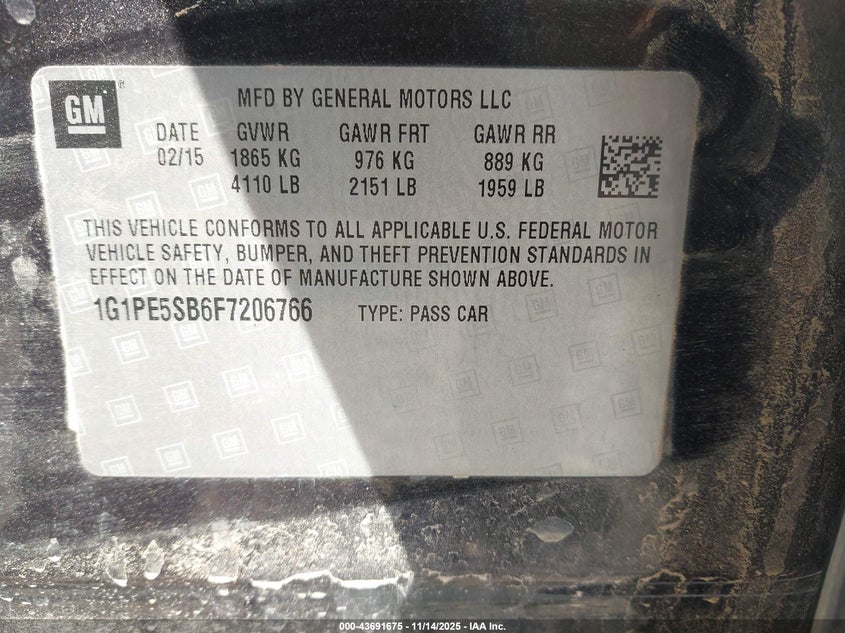 GM ®
MFD BY GENERAL MOTORS LLC
DATE GVWR GAWR FRT GAWR RR
02/15 1865 KG 976 KG 889 KG
4110 LB 2151 LB 1959 LB
THIS VEHICLE CONFORMS TO ALL APPLICABLE U.S. FEDERAL MOTOR
VEHICLE SAFETY, BUMPER, AND THEFT PREVENTION STANDARDS IN
EFFECT ON THE DATE OF MANUFACTURE SHOWN ABOVE.
1G1PE5SB6F7206766 TYPE: PASS CAR
000-43691675 - 11/14/2025 - IAA Inc.